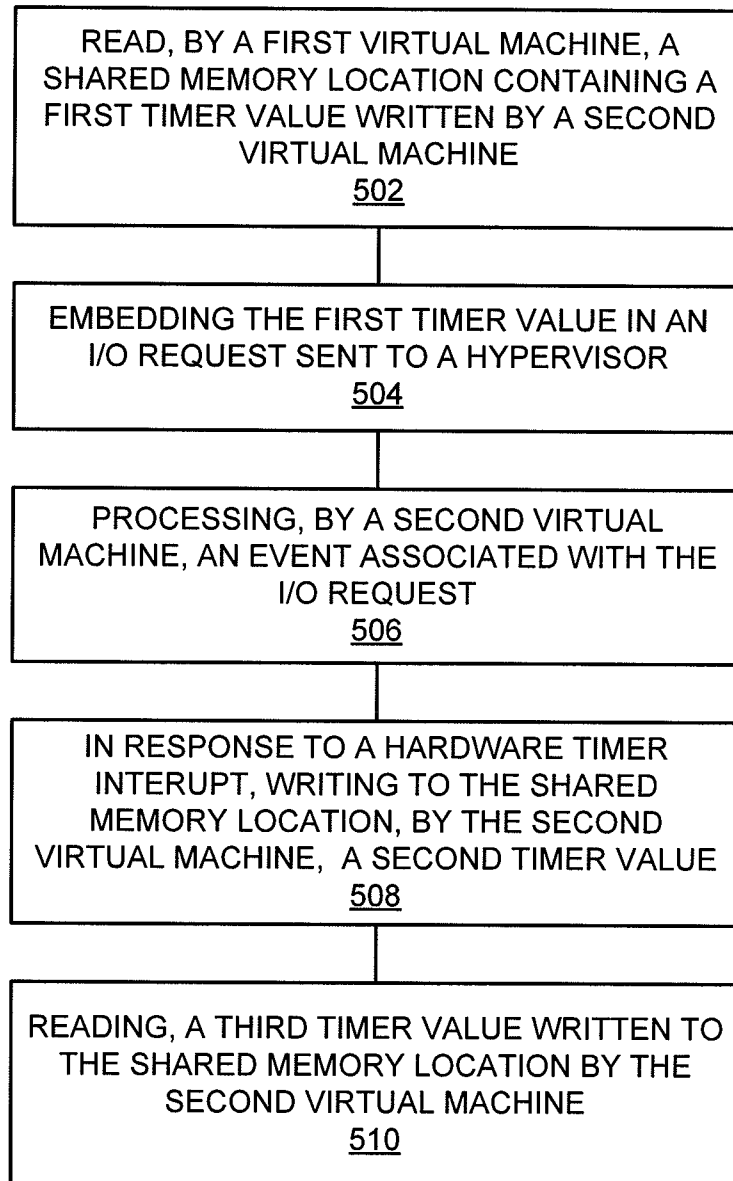 READ, BY A FIRST VIRTUAL MACHINE, A
SHARED MEMORY LOCATION CONTAINING A
FIRST TIMER VALUE WRITTEN BY A SECOND
VIRTUAL MACHINE
502
EMBEDDING THE FIRST TIMER VALUE IN AN
I/O REQUEST SENT TO A HYPERVISOR
504
PROCESSING, BY A SECOND VIRTUAL
MACHINE, AN EVENT ASSOCIATED WITH THE
I/O REQUEST
506
IN RESPONSE TO A HARDWARE TIMER
INTERUPT, WRITING TO THE SHARED
MEMORY LOCATION, BY THE SECOND
VIRTUAL MACHINE, A SECOND TIMER VALUE
508
READING, A THIRD TIMER VALUE WRITTEN TO
THE SHARED MEMORY LOCATION BY THE
SECOND VIRTUAL MACHINE
510